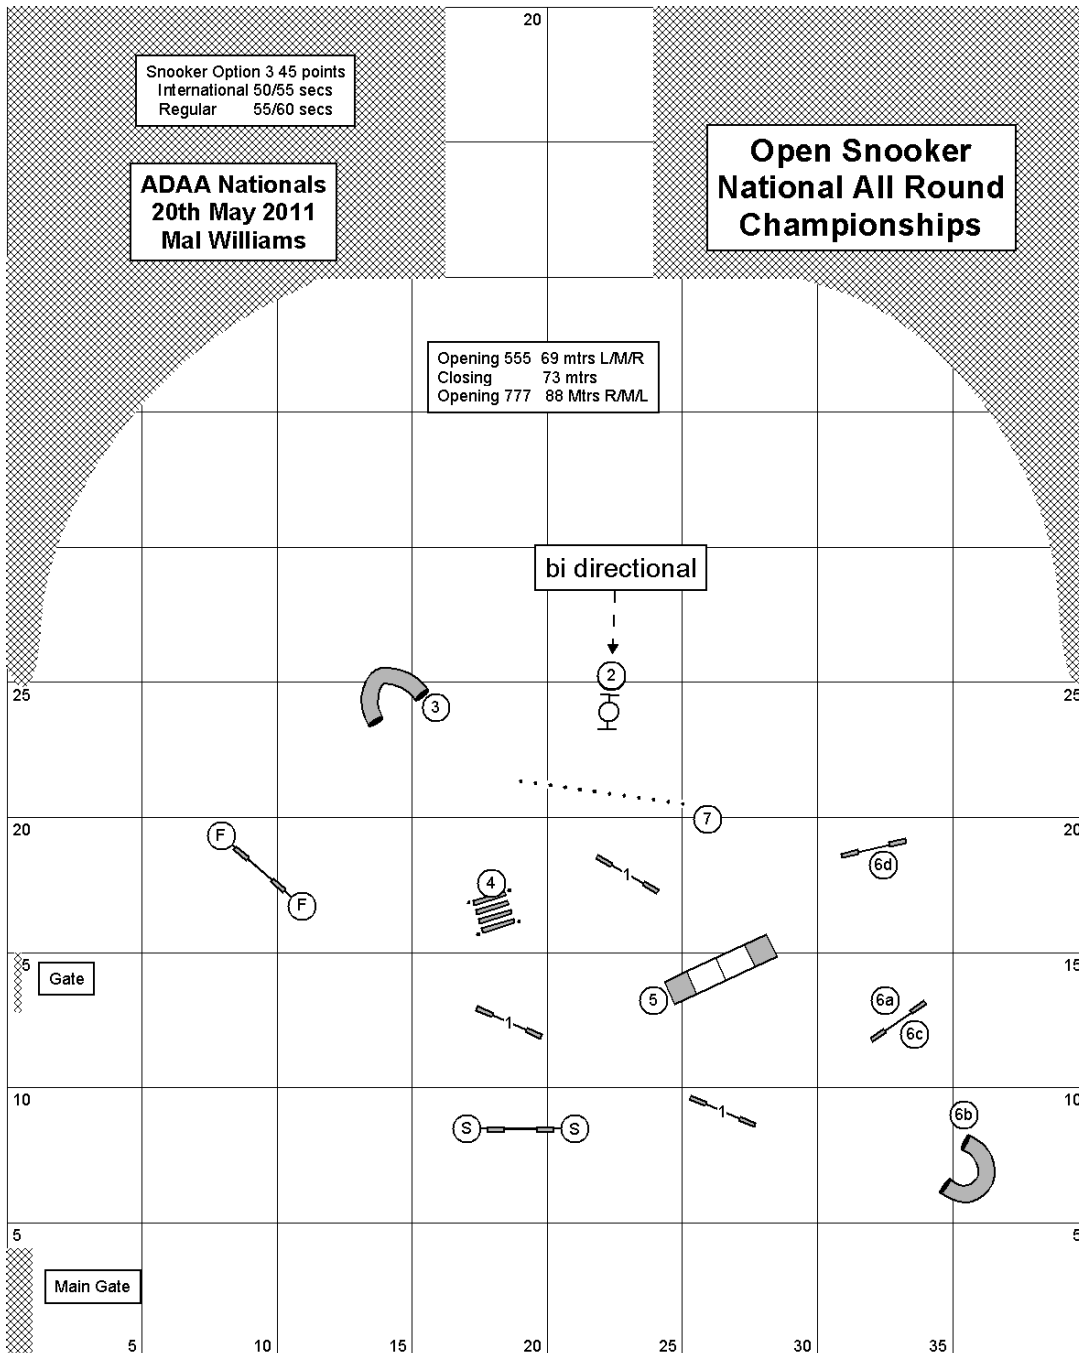 20
Snooker Option 3 45 points
International 50/55 secs
Regular 55/60 secs
ADAA Nationals
20th May 2011
Mal Williams
Open Snooker
National All Round
Championships
Opening 555 69 mtrs L/M/R
Closing 73 mtrs
Opening 777 88 Mtrs R/M/L
bi directional
2
25
25
3
20
7
20
F
1
6d
4
F
5
15
Gate
5
6a
6c
1
10
10
1
6b
S
S
5
5
Main Gate
5
10
15
20
25
30
35